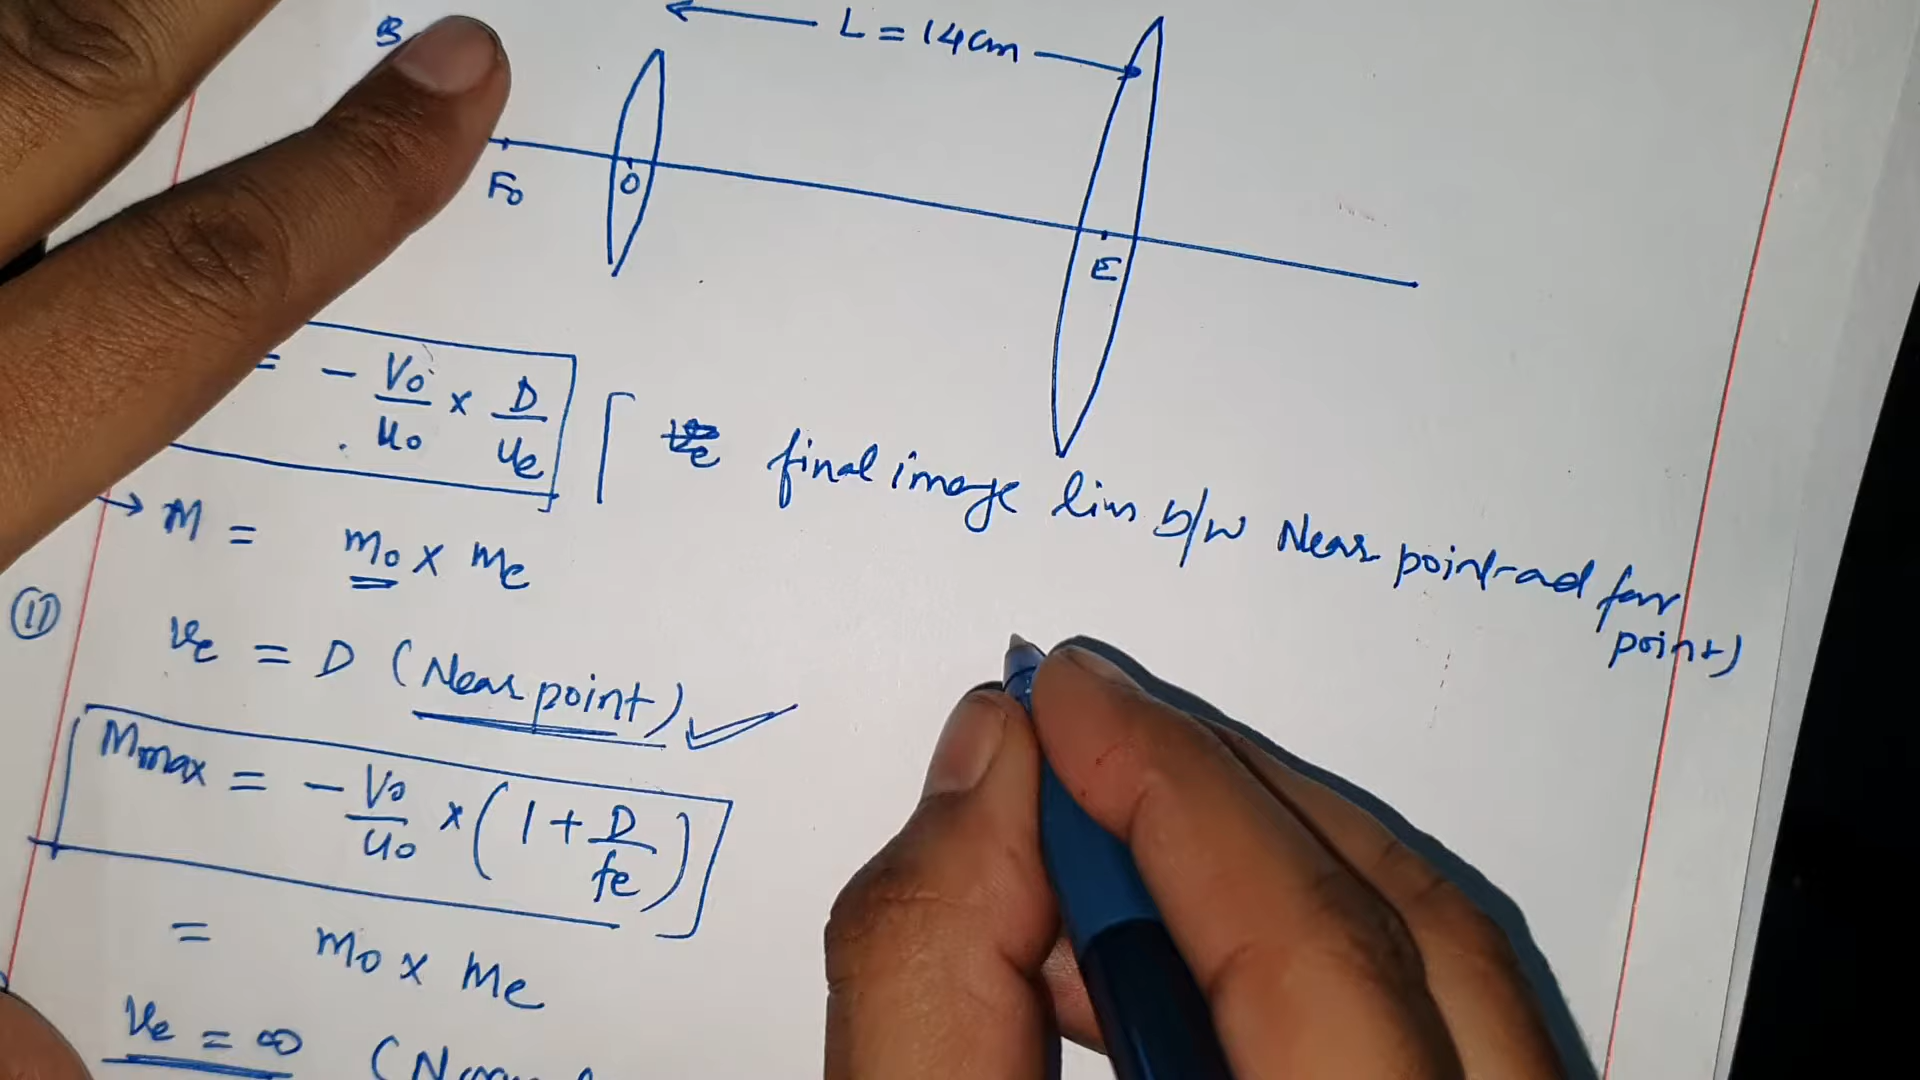 B
L = 14cm
Fo
O
E
= - Vo/uo × D/ue [ final image lies b/w Near point and far point)
→ M = mo × me
(11) ve = D (Near point) ✓
Mmax = - Vo/uo × (1 + D/fe)
= mo × me
ve = ∞